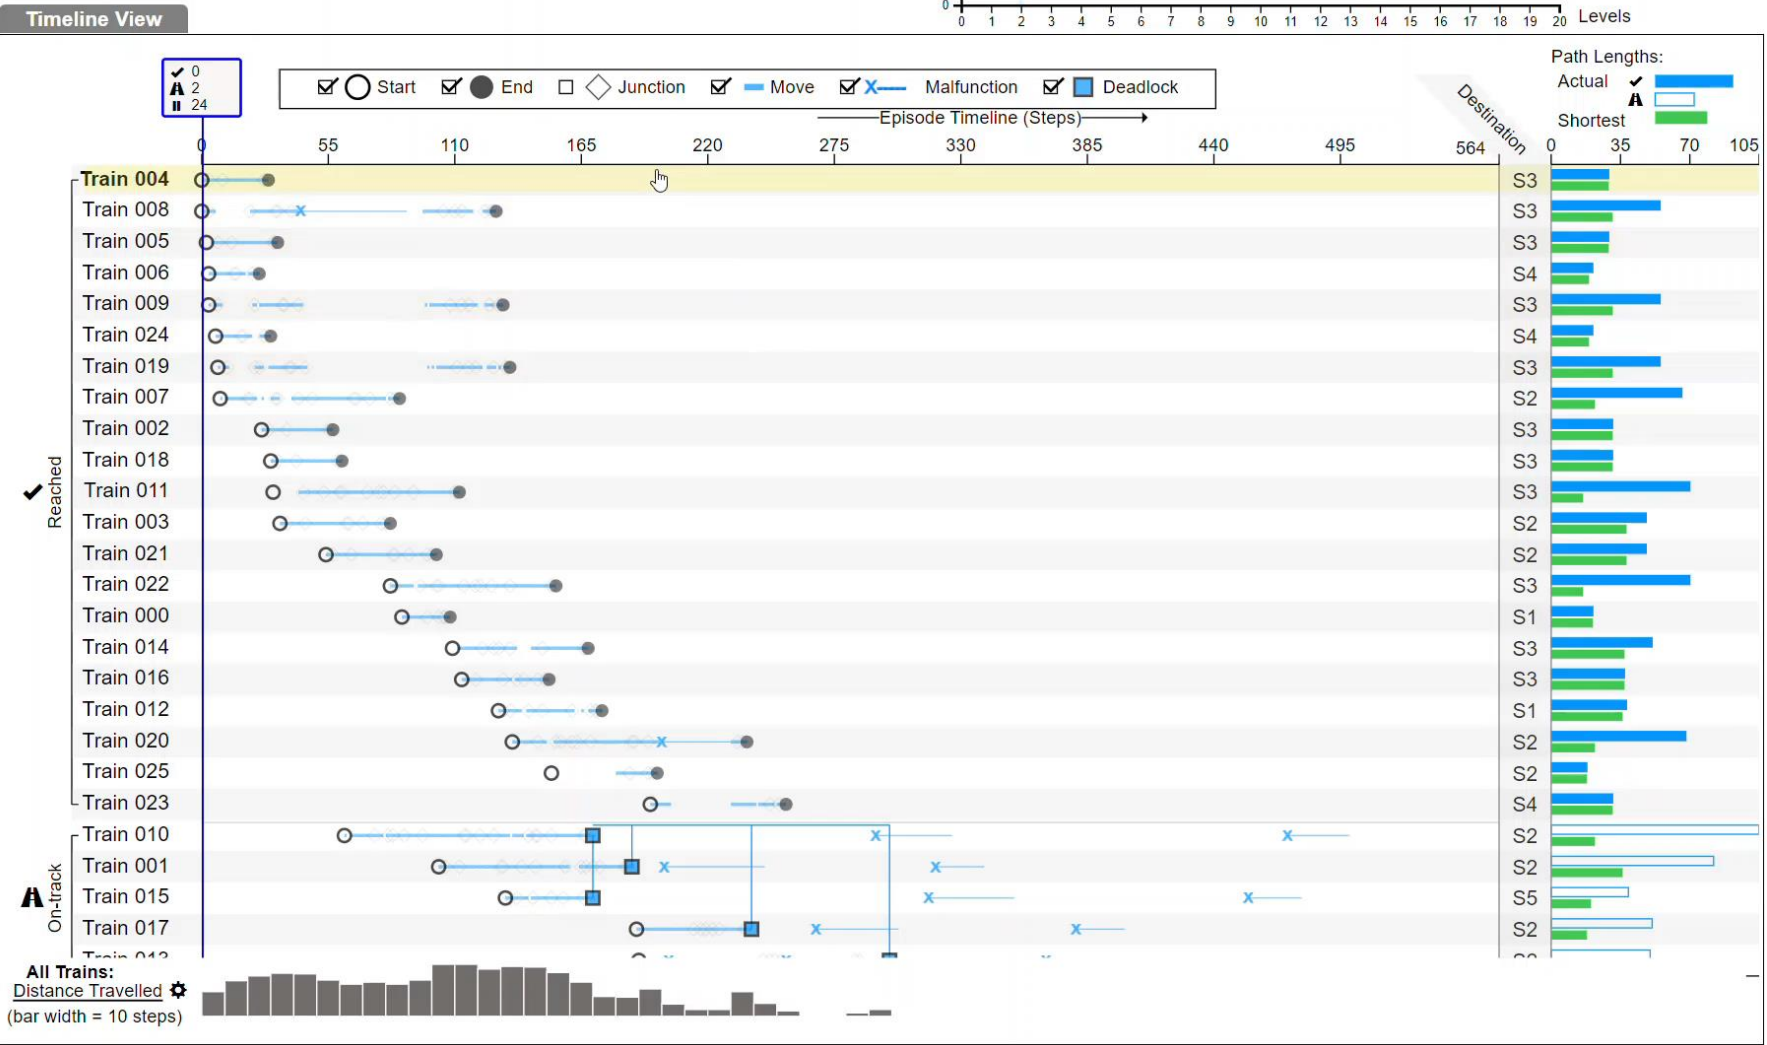 0
0 1 2 3 4 5 6 7 8 9 10 11 12 13 14 15 16 17 18 19 20 Levels
Timeline View
0
2
24
Start End Junction Move Malfunction Deadlock
Episode Timeline (Steps)
Destination
Path Lengths:
Actual
Shortest
0 55 110 165 220 275 330 385 440 495 564 0 35 70 105
Train 004 S3
Train 008 S3
Train 005 S3
Train 006 S4
Train 009 S3
Train 024 S4
Train 019 S3
Train 007 S2
Train 002 S3
Train 018 S3
Train 011 S3
Train 003 S2
Train 021 S2
Train 022 S3
Train 000 S1
Train 014 S3
Train 016 S3
Train 012 S1
Train 020 S2
Train 025 S2
Train 023 S4
Reached
Train 010 S2
Train 001 S2
Train 015 S5
Train 017 S2
On-track
All Trains:
Distance Travelled
(bar width = 10 steps)